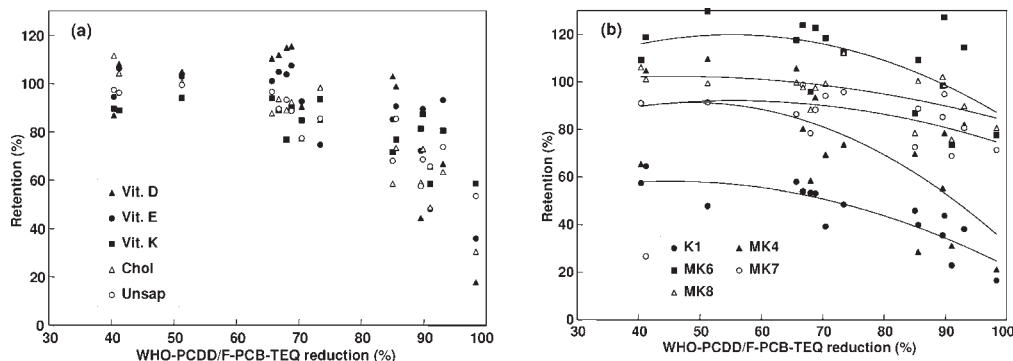 (a)
Retention (%)
120
100
80
60
40
20
0
Vit. D
Vit. E
Vit. K
Chol
Unsap
30 40 50 60 70 80 90 100
WHO-PCDD/F-PCB-TEQ reduction (%)
(b)
Retention (%)
120
100
80
60
40
20
0
K1 MK4
MK6 MK7
MK8
30 40 50 60 70 80 90 100
WHO-PCDD/F-PCB-TEQ reduction (%)